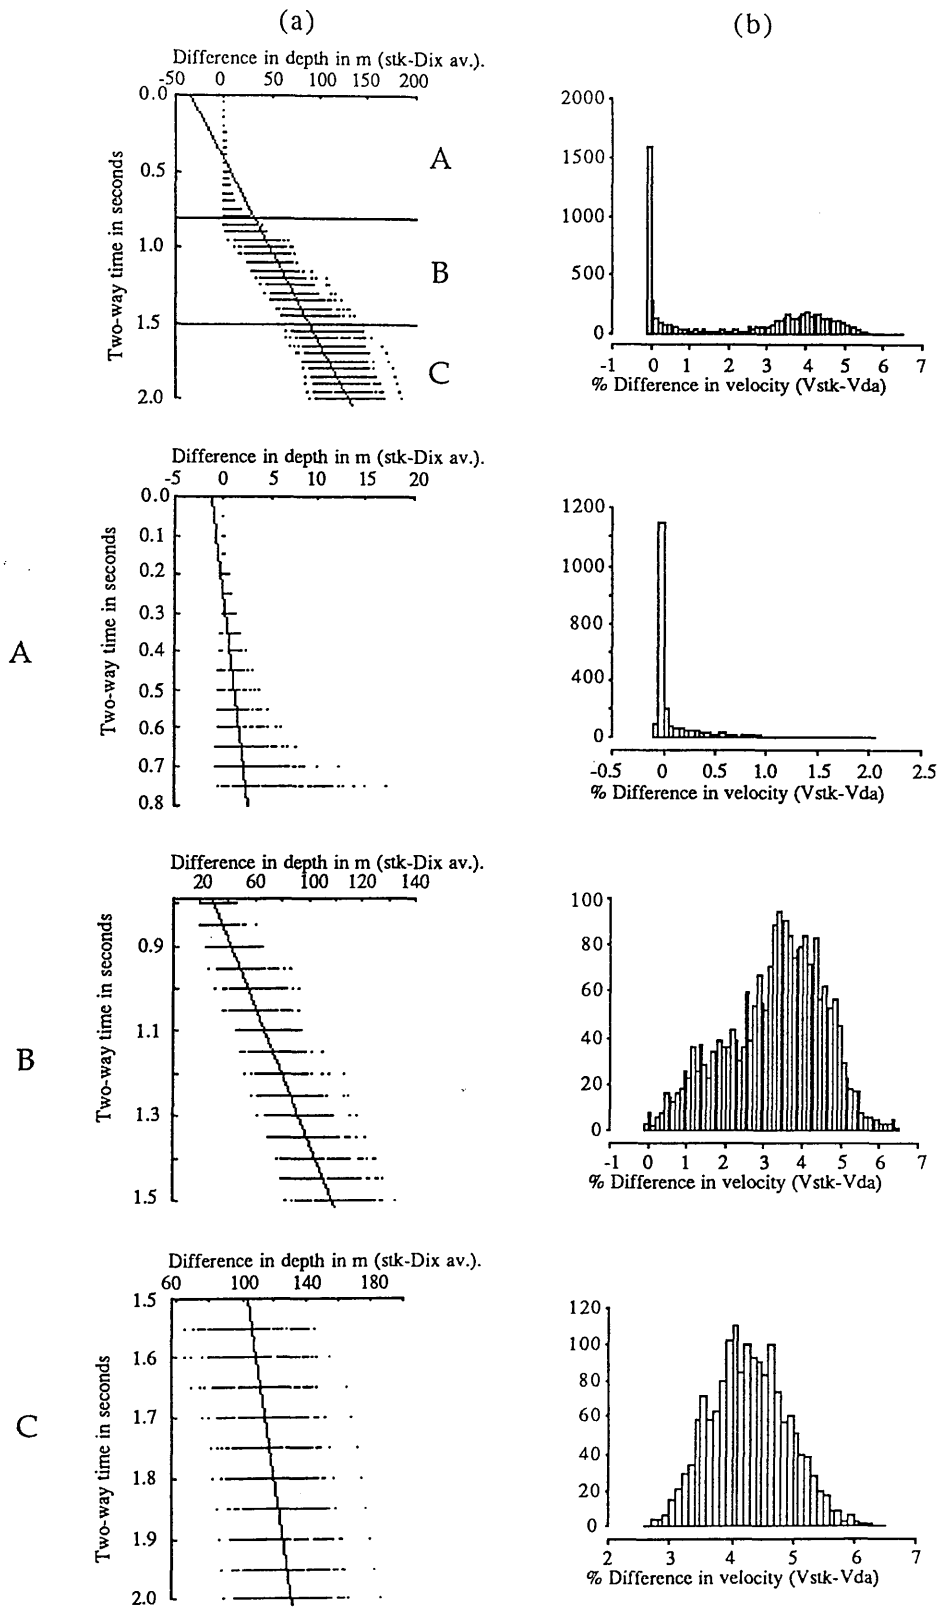 (a)
(b)
Difference in depth in m (stk-Dix av.).
-50 0 50 100 150 200
0.0
0.5
1.0
1.5
2.0
Two-way time in seconds
A
B
C
2000
1500
1000
500
0
-1 0 1 2 3 4 5 6 7
% Difference in velocity (Vstk-Vda)
A
Difference in depth in m (stk-Dix av.).
-5 0 5 10 15 20
0.0
0.1
0.2
0.3
0.4
0.5
0.6
0.7
0.8
Two-way time in seconds
1200
1000
800
400
0
-0.5 0 0.5 1.0 1.5 2.0 2.5
% Difference in velocity (Vstk-Vda)
B
Difference in depth in m (stk-Dix av.).
20 60 100 120 140
0.9
1.1
1.3
1.5
Two-way time in seconds
100
80
60
40
20
0
-1 0 1 2 3 4 5 6 7
% Difference in velocity (Vstk-Vda)
C
Difference in depth in m (stk-Dix av.).
60 100 140 180
1.5
1.6
1.7
1.8
1.9
2.0
Two-way time in seconds
120
100
80
60
40
20
0
2 3 4 5 6 7
% Difference in velocity (Vstk-Vda)